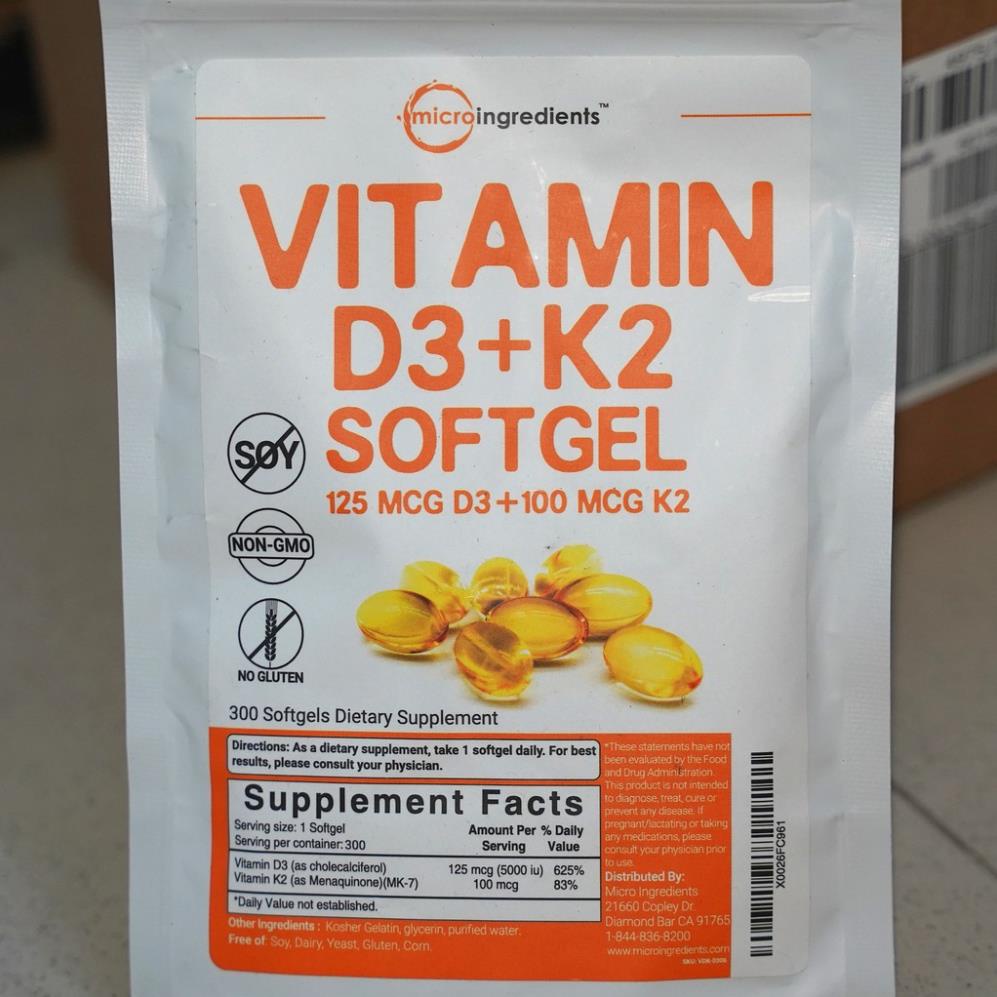 microingredients™
VITAMIN
D3+K2
SOFTGEL
125 MCG D3+100 MCG K2
SOY
NON-GMO
NO GLUTEN
300 Softgels Dietary Supplement
Directions: As a dietary supplement, take 1 softgel daily. For best
results, please consult your physician.
Supplement Facts
Serving size: 1 Softgel
Serving per container: 300
Amount Per % Daily
Serving Value
Vitamin D3 (as cholecalciferol) 125 mcg (5000 iu) 625%
Vitamin K2 (as Menaquinone)(MK-7) 100 mcg 83%
*Daily Value not established.
Other Ingredients : Kosher Gelatin, glycerin, purified water.
Free of: Soy, Dairy, Yeast, Gluten, Corn.
*These statements have not
been evaluated by the Food
and Drug Administration.
This product is not intended
to diagnose, treat, cure or
prevent any disease. If
pregnant/lactating or taking
any medications, please
consult your physician prior
to use.
Distributed By:
Micro Ingredients
21660 Copley Dr.
Diamond Bar CA 91765
1-844-836-8200
www.microingredients.com
X0026FC961